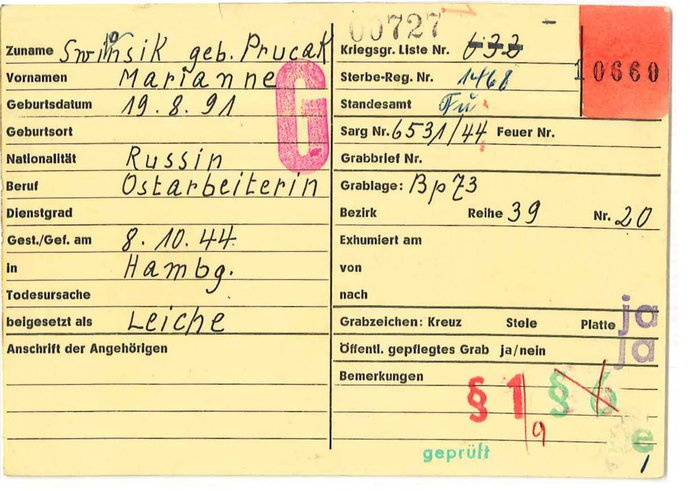 00727
Zuname Swinsik geb. Prucak
Kriegsgr. Liste Nr. 632
10660
Vornamen Marianne
Sterbe-Reg. Nr. 1468
Geburtsdatum 19.8.91
Standesamt Fu
G
Geburtsort
Sarg Nr. 6531/44 Feuer Nr.
Nationalität Russin
Grabbrief Nr.
Beruf Ostarbeiterin
Grablage: Bp 73
Dienstgrad
Bezirk Reihe 39 Nr. 20
Gest./Gef. am 8.10.44
Exhumiert am
in Hambg.
von
Todesursache
nach
beigesetzt als Leiche
Grabzeichen: Kreuz Stele Platte ja
Anschrift der Angehörigen
Öffentl. gepflegtes Grab ja/nein ja
Bemerkungen
§ 1/9 § 6
geprüft
e
1